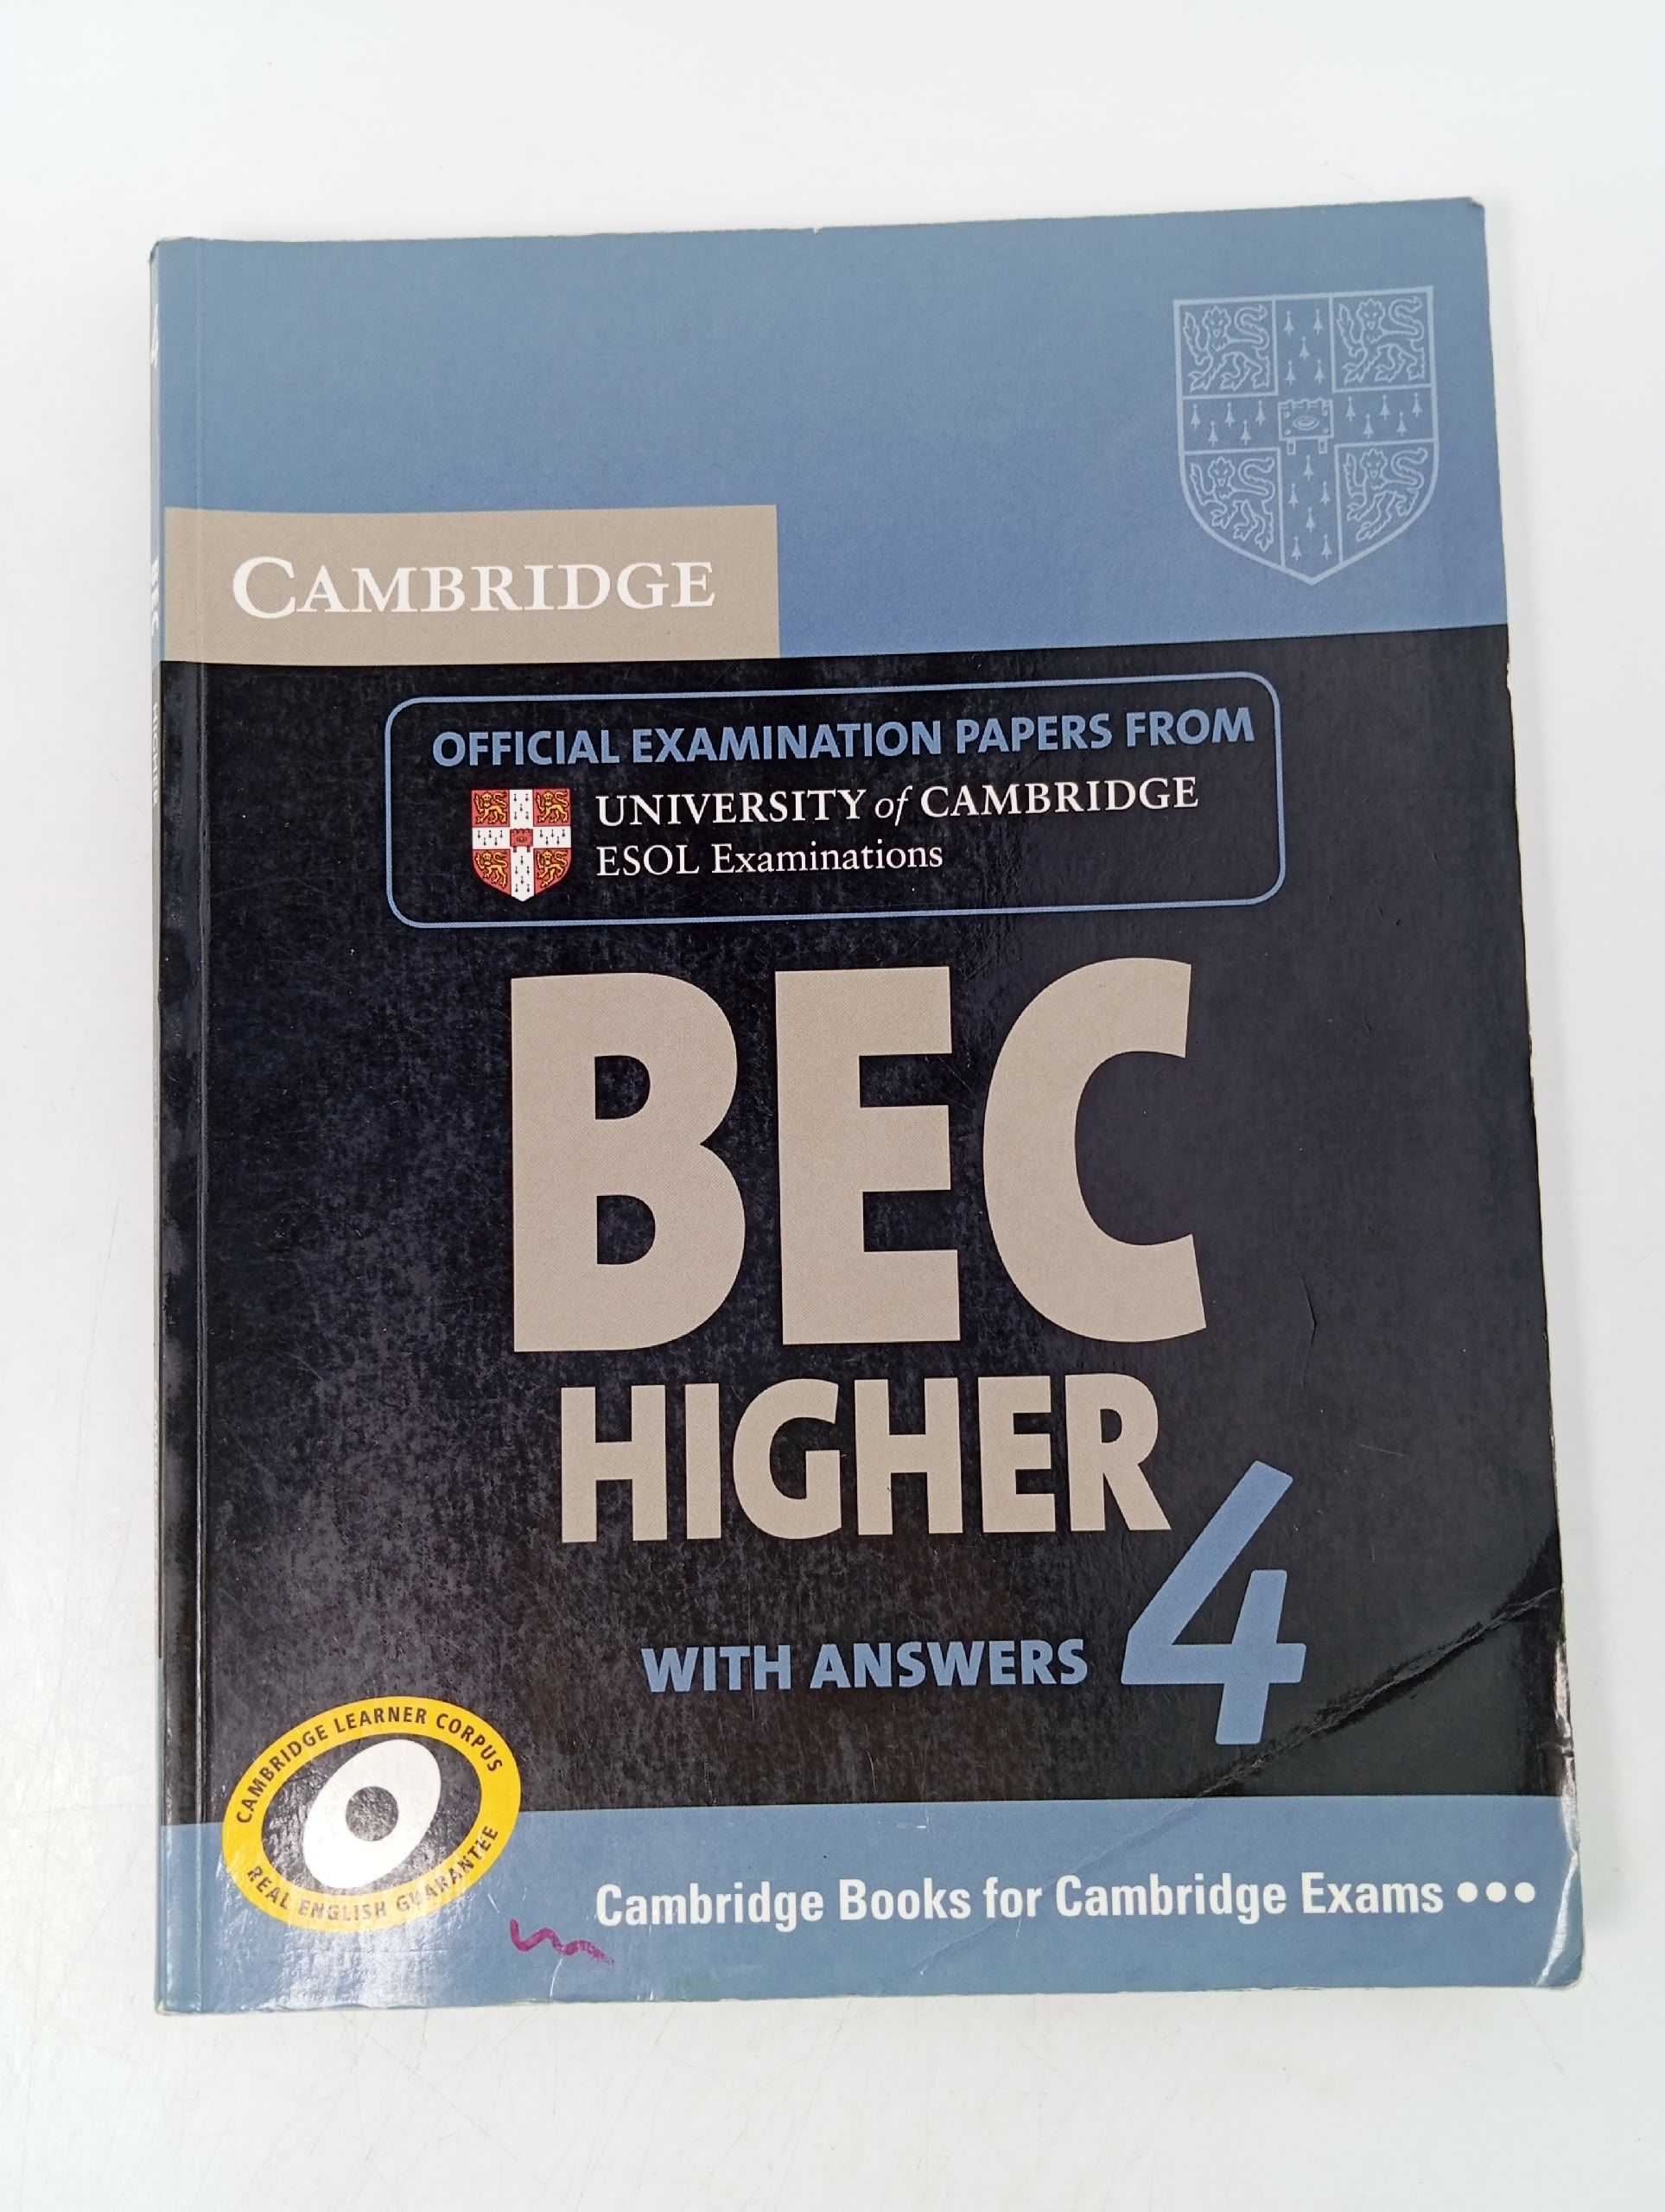 CAMBRIDGE
OFFICIAL EXAMINATION PAPERS FROM
UNIVERSITY of CAMBRIDGE
ESOL Examinations
BEC
HIGHER
4
WITH ANSWERS
CAMBRIDGE LEARNER CORPUS
REAL ENGLISH GUARANTEE
Cambridge Books for Cambridge Exams •••